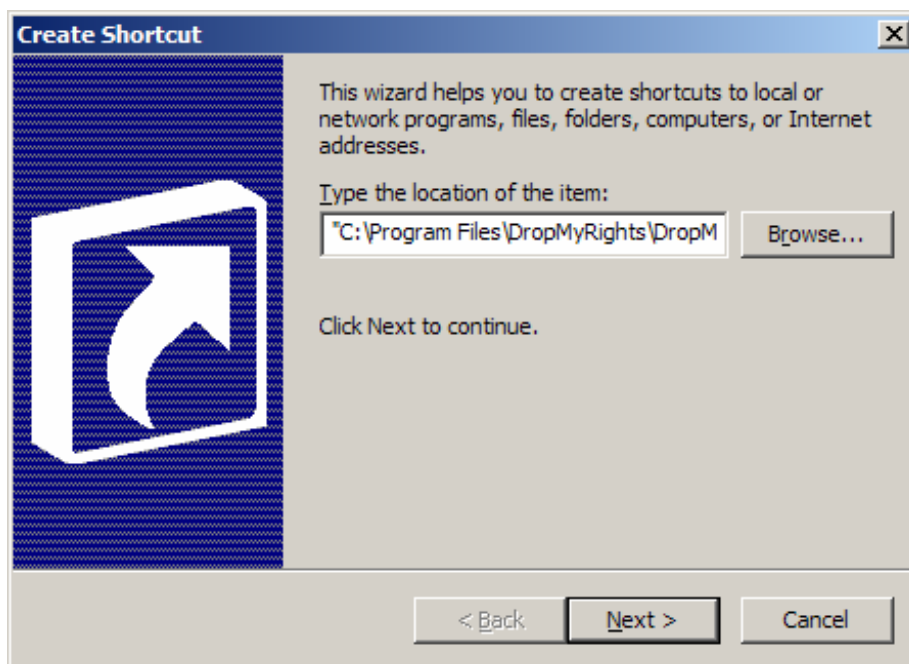 Create Shortcut
This wizard helps you to create shortcuts to local or
network programs, files, folders, computers, or Internet
addresses.
Type the location of the item:
"C:\Program Files\DropMyRights\DropM
Browse...
Click Next to continue.
< Back
Next >
Cancel